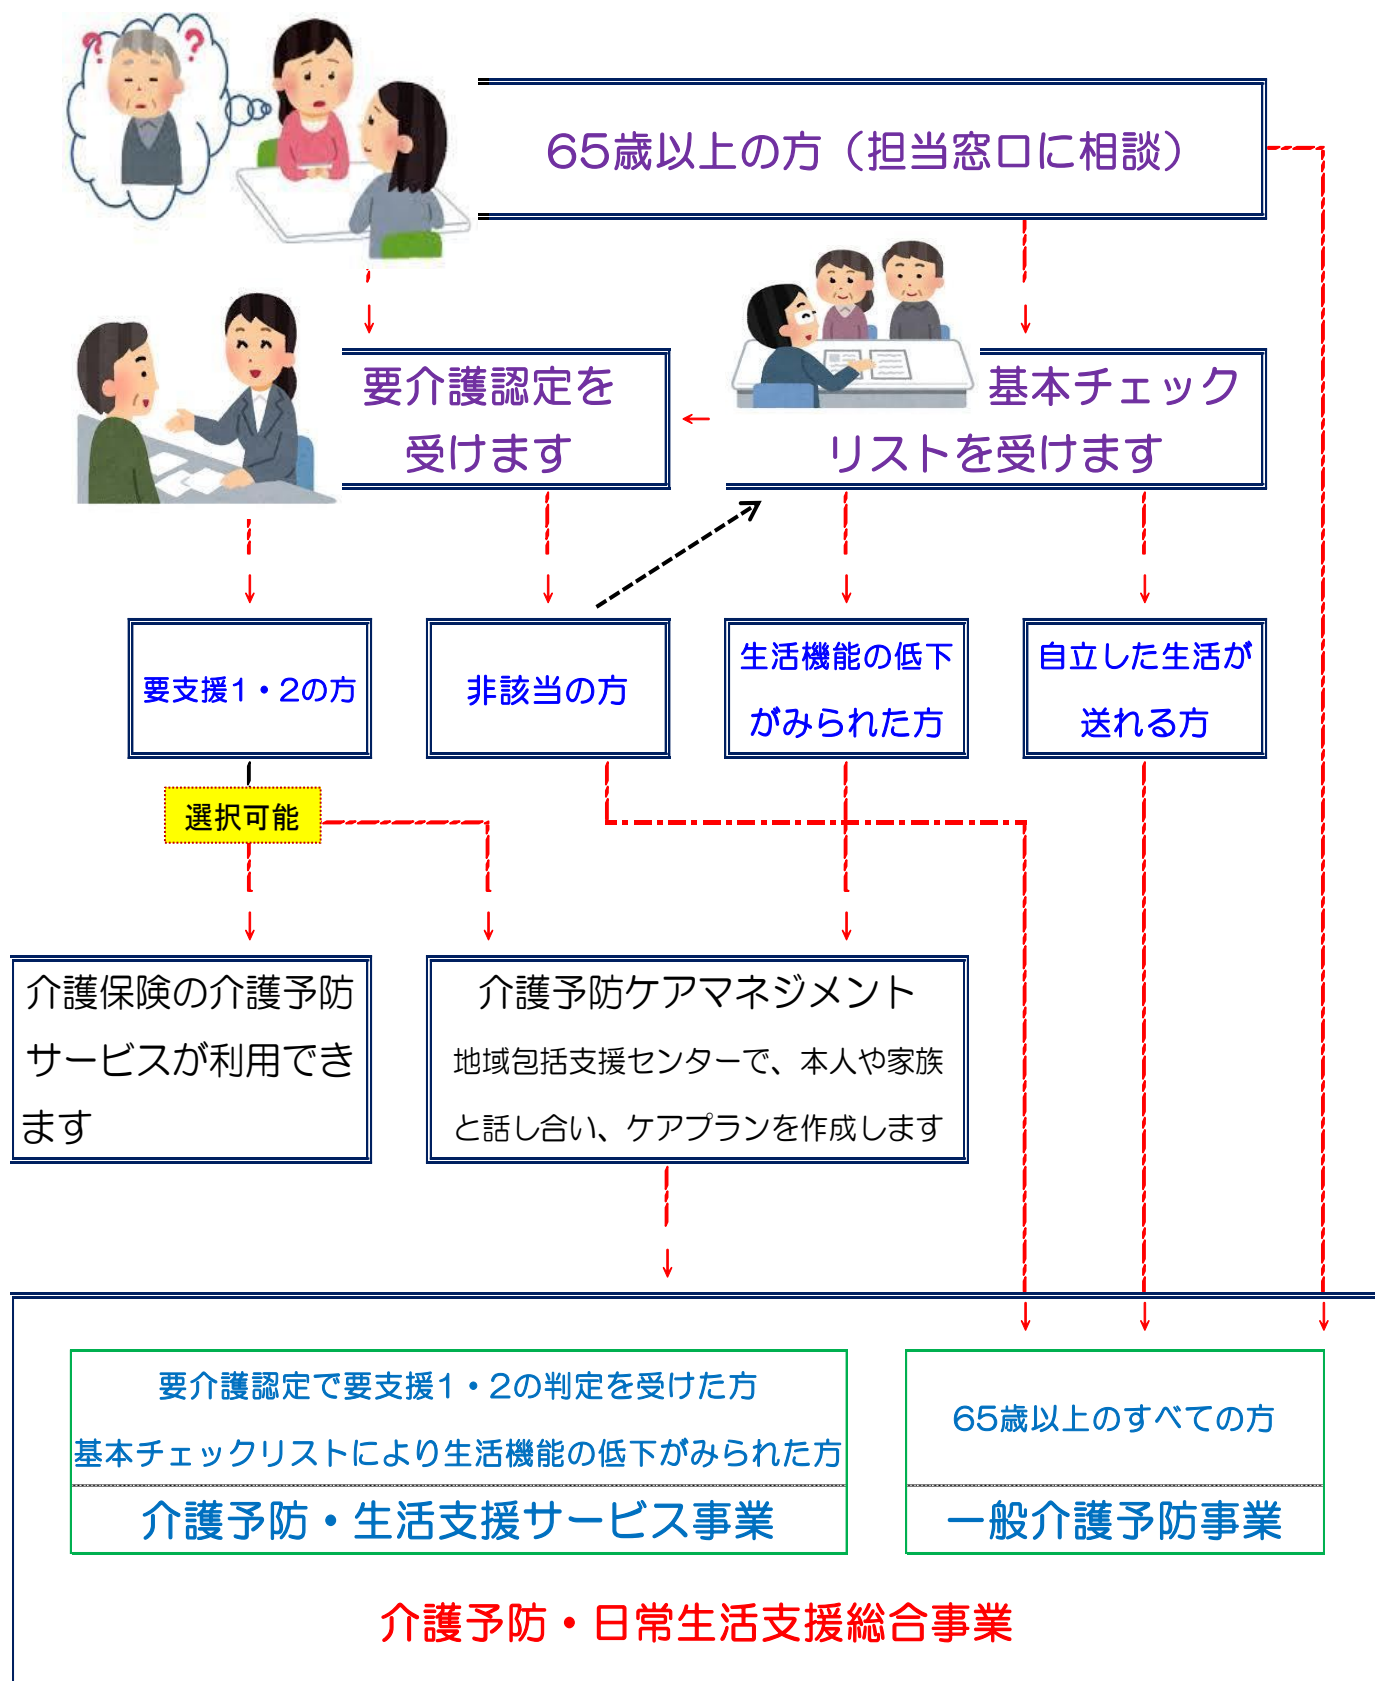 65歳以上の方（担当窓口に相談）
要介護認定を
受けます
基本チェック
リストを受けます
要支援1・2の方
非該当の方
生活機能の低下
がみられた方
自立した生活が
送れる方
選択可能
介護保険の介護予防
サービスが利用でき
ます
介護予防ケアマネジメント
地域包括支援センターで、本人や家族
と話し合い、ケアプランを作成します
要介護認定で要支援1・2の判定を受けた方
基本チェックリストにより生活機能の低下がみられた方
介護予防・生活支援サービス事業
65歳以上のすべての方
一般介護予防事業
介護予防・日常生活支援総合事業